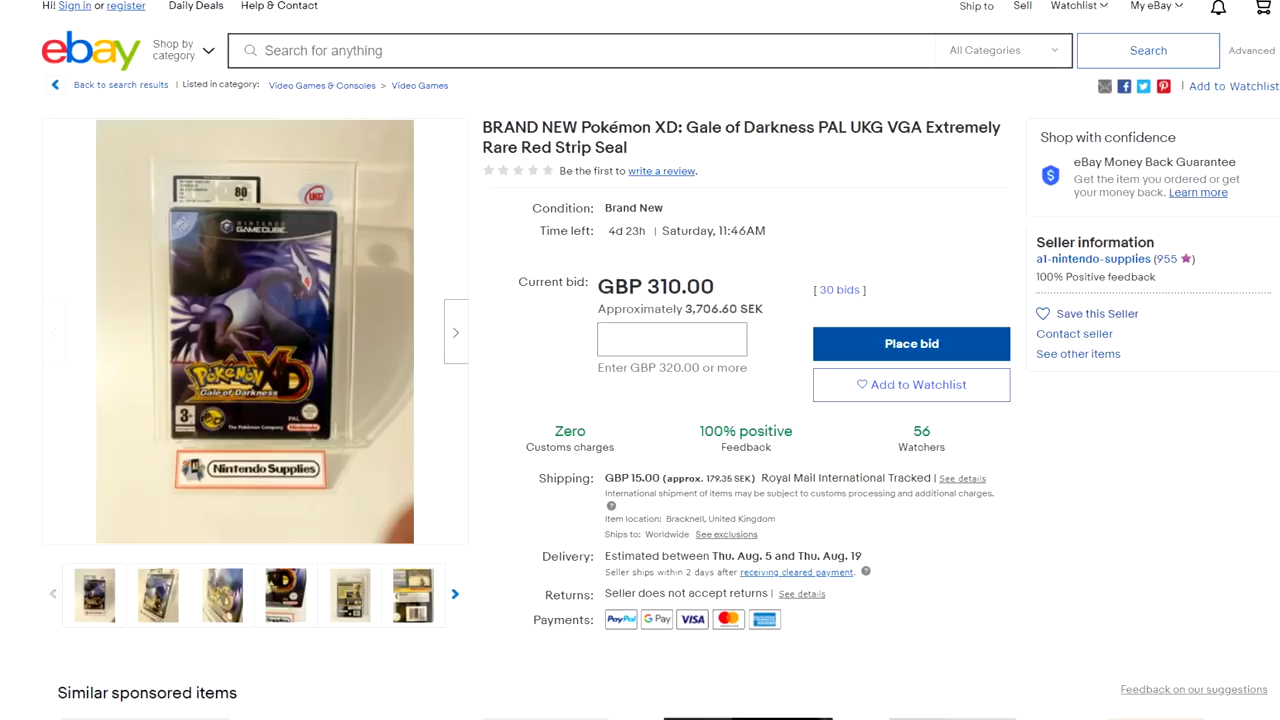 Hi! Sign in or register Daily Deals Help & Contact Ship to Sell Watchlist My eBay
ebay Shop by category Search for anything All Categories Search Advanced
Back to search results | Listed in category: Video Games & Consoles > Video Games | Add to Watchlist
80
UKG
NINTENDO
GAMECUBE
Pokémon XD
Gale of Darkness
3+
PAL
The Pokémon Company Nintendo
Nintendo Supplies
BRAND NEW Pokémon XD: Gale of Darkness PAL UKG VGA Extremely
Rare Red Strip Seal
Be the first to write a review.
Condition: Brand New
Time left: 4d 23h | Saturday, 11:46AM
Current bid: GBP 310.00 [ 30 bids ]
Approximately 3,706.60 SEK
Enter GBP 320.00 or more
Place bid
Add to Watchlist
Zero 100% positive 56
Customs charges Feedback Watchers
Shipping: GBP 15.00 (approx. 179.35 SEK) Royal Mail International Tracked | See details
International shipment of items may be subject to customs processing and additional charges.
Item location: Bracknell, United Kingdom
Ships to: Worldwide See exclusions
Delivery: Estimated between Thu. Aug. 5 and Thu. Aug. 19
Seller ships within 2 days after receiving cleared payment.
Returns: Seller does not accept returns | See details
Payments: PayPal G Pay VISA
Shop with confidence
eBay Money Back Guarantee
Get the item you ordered or get
your money back. Learn more
Seller information
a1-nintendo-supplies (955)
100% Positive feedback
Save this Seller
Contact seller
See other items
Similar sponsored items Feedback on our suggestions